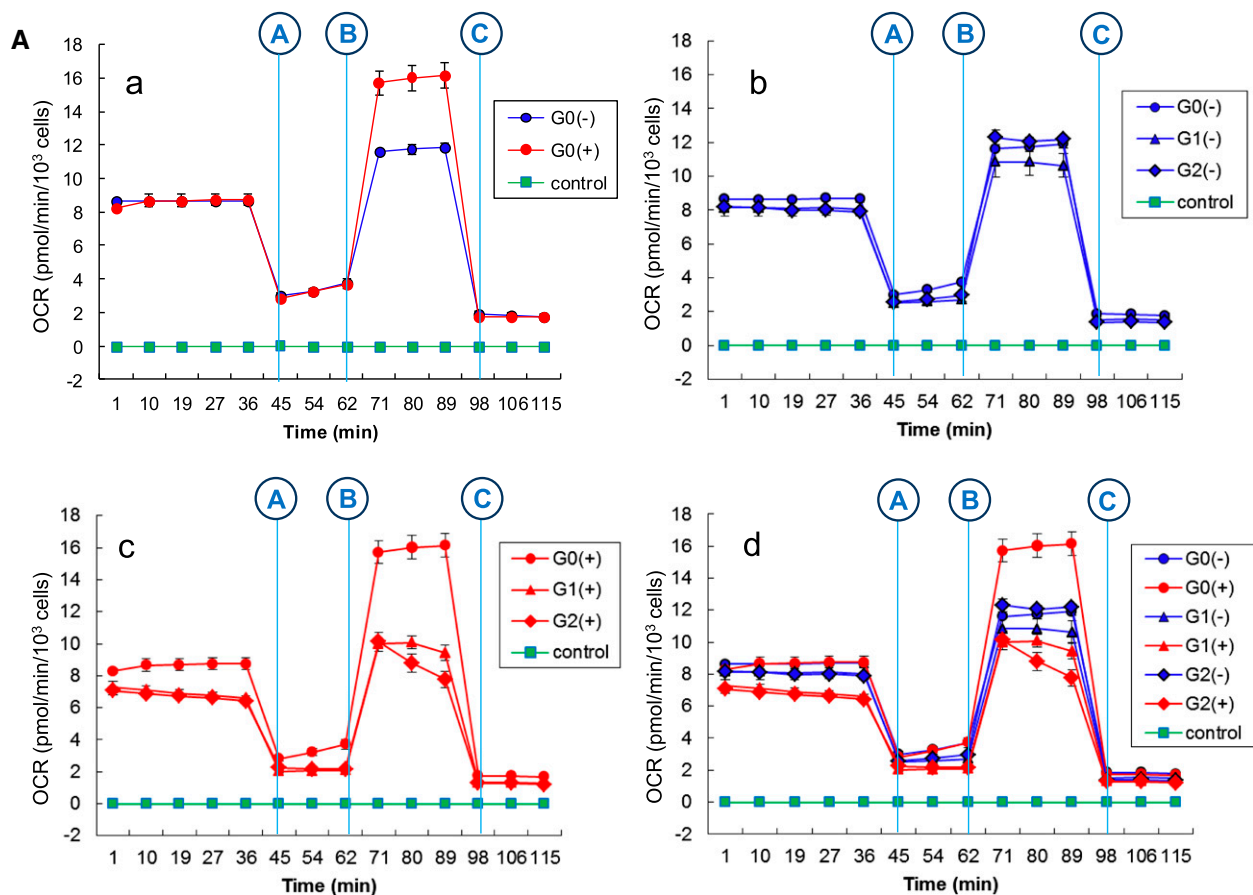 A
A B C
a
18
16
14
12
10
8
6
4
2
0
-2
OCR (pmol/min/10³ cells)
1 10 19 27 36 45 54 62 71 80 89 98 106 115
Time (min)
G0(-)
G0(+)
control
A B C
b
18
16
14
12
10
8
6
4
2
0
-2
OCR (pmol/min/10³ cells)
1 10 19 27 36 45 54 62 71 80 89 98 106 115
Time (min)
G0(-)
G1(-)
G2(-)
control
A B C
c
18
16
14
12
10
8
6
4
2
0
-2
OCR (pmol/min/10³ cells)
1 10 19 27 36 45 54 62 71 80 89 98 106 115
Time (min)
G0(+)
G1(+)
G2(+)
control
A B C
d
18
16
14
12
10
8
6
4
2
0
-2
OCR (pmol/min/10³ cells)
1 10 19 27 36 45 54 62 71 80 89 98 106 115
Time (min)
G0(-)
G0(+)
G1(-)
G1(+)
G2(-)
G2(+)
control